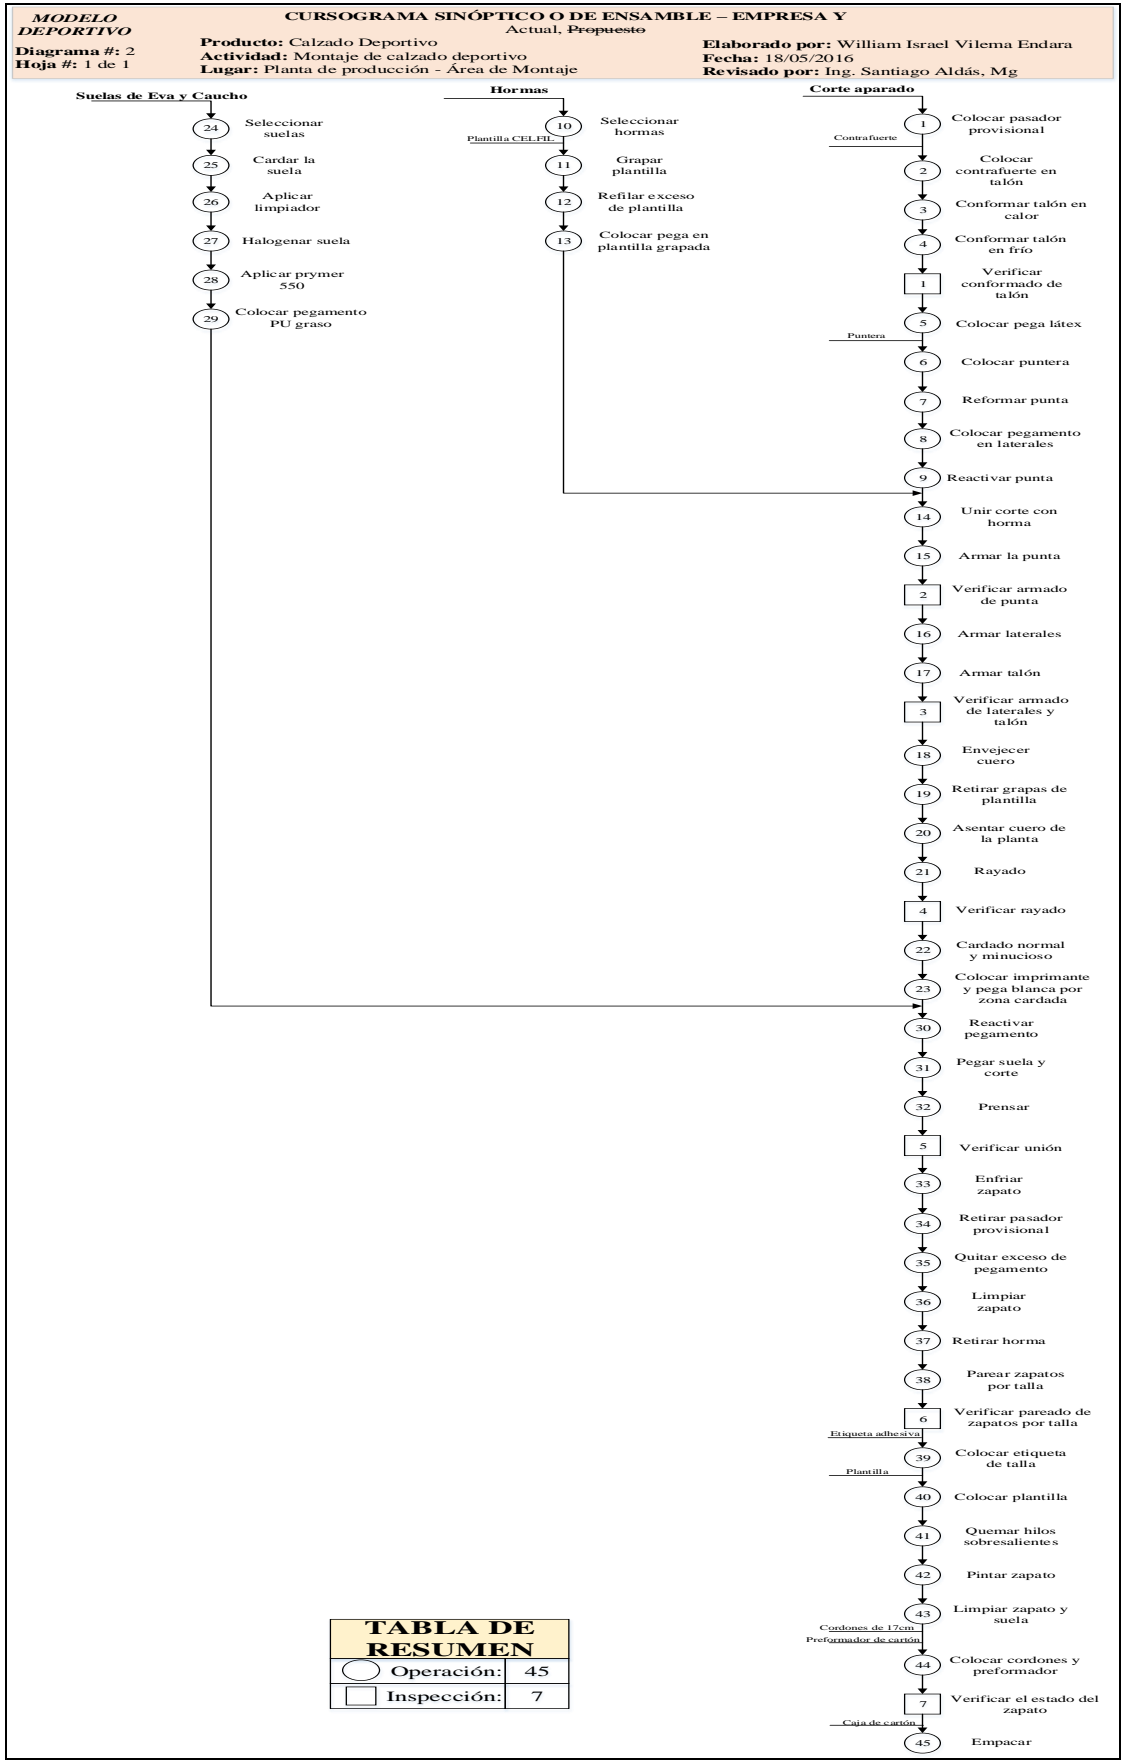 CURSOGRAMA SINÓPTICO O DE ENSAMBLE – EMPRESA Y
Actual, Propuesto
MODELO
DEPORTIVO
Diagrama #: 2
Hoja #: 1 de 1
Producto: Calzado Deportivo
Actividad: Montaje de calzado deportivo
Lugar: Planta de producción - Área de Montaje
Elaborado por: William Israel Vilema Endara
Fecha: 18/05/2016
Revisado por: Ing. Santiago Aldás, Mg
Suelas de Eva y Caucho
24
Seleccionar
suelas
25
Cardar la
suela
26
Aplicar
limpiador
27
Halogenar suela
28
Aplicar prymer
550
29
Colocar pegamento
PU graso
Hormas
10
Seleccionar
hormas
Plantilla CELFIL
11
Grapar
plantilla
12
Refilar exceso
de plantilla
13
Colocar pega en
plantilla grapada
Corte aparado
1
Colocar pasador
provisional
Contrafuerte
2
Colocar
contrafuerte en
talón
3
Conformar talón en
calor
4
Conformar talón
en frío
1
Verificar
conformado de
talón
5
Colocar pega látex
Puntera
6
Colocar puntera
7
Reformar punta
8
Colocar pegamento
en laterales
9
Reactivar punta
14
Unir corte con
horma
15
Armar la punta
2
Verificar armado
de punta
16
Armar laterales
17
Armar talón
3
Verificar armado
de laterales y
talón
18
Envejecer
cuero
19
Retirar grapas de
plantilla
20
Asentar cuero de
la planta
21
Rayado
4
Verificar rayado
22
Cardado normal
y minucioso
23
Colocar imprimante
y pega blanca por
zona cardada
30
Reactivar
pegamento
31
Pegar suela y
corte
32
Prensar
5
Verificar unión
33
Enfriar
zapato
34
Retirar pasador
provisional
35
Quitar exceso de
pegamento
36
Limpiar
zapato
37
Retirar horma
38
Parear zapatos
por talla
6
Verificar pareado de
zapatos por talla
Etiqueta adhesiva
39
Colocar etiqueta
de talla
Plantilla
40
Colocar plantilla
41
Quemar hilos
sobresalientes
42
Pintar zapato
43
Limpiar zapato y
suela
Cordones de 17cm
Preformador de cartón
44
Colocar cordones y
preformador
7
Verificar el estado del
zapato
Caja de cartón
45
Empacar
TABLA DE
RESUMEN
Operación: 45
Inspección: 7